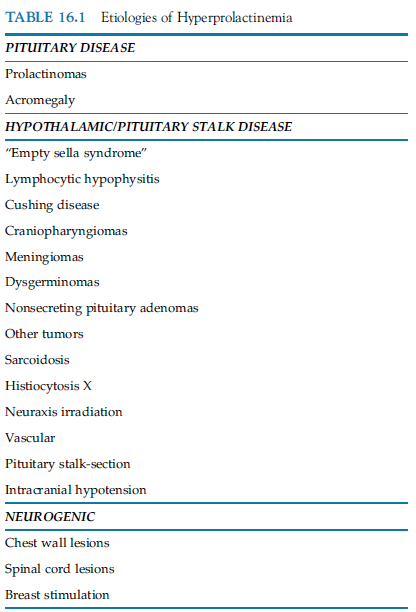 TABLE 16.1 Etiologies of Hyperprolactinemia
PITUITARY DISEASE
Prolactinomas
Acromegaly
HYPOTHALAMIC/PITUITARY STALK DISEASE
“Empty sella syndrome”
Lymphocytic hypophysitis
Cushing disease
Craniopharyngiomas
Meningiomas
Dysgerminomas
Nonsecreting pituitary adenomas
Other tumors
Sarcoidosis
Histiocytosis X
Neuraxis irradiation
Vascular
Pituitary stalk-section
Intracranial hypotension
NEUROGENIC
Chest wall lesions
Spinal cord lesions
Breast stimulation